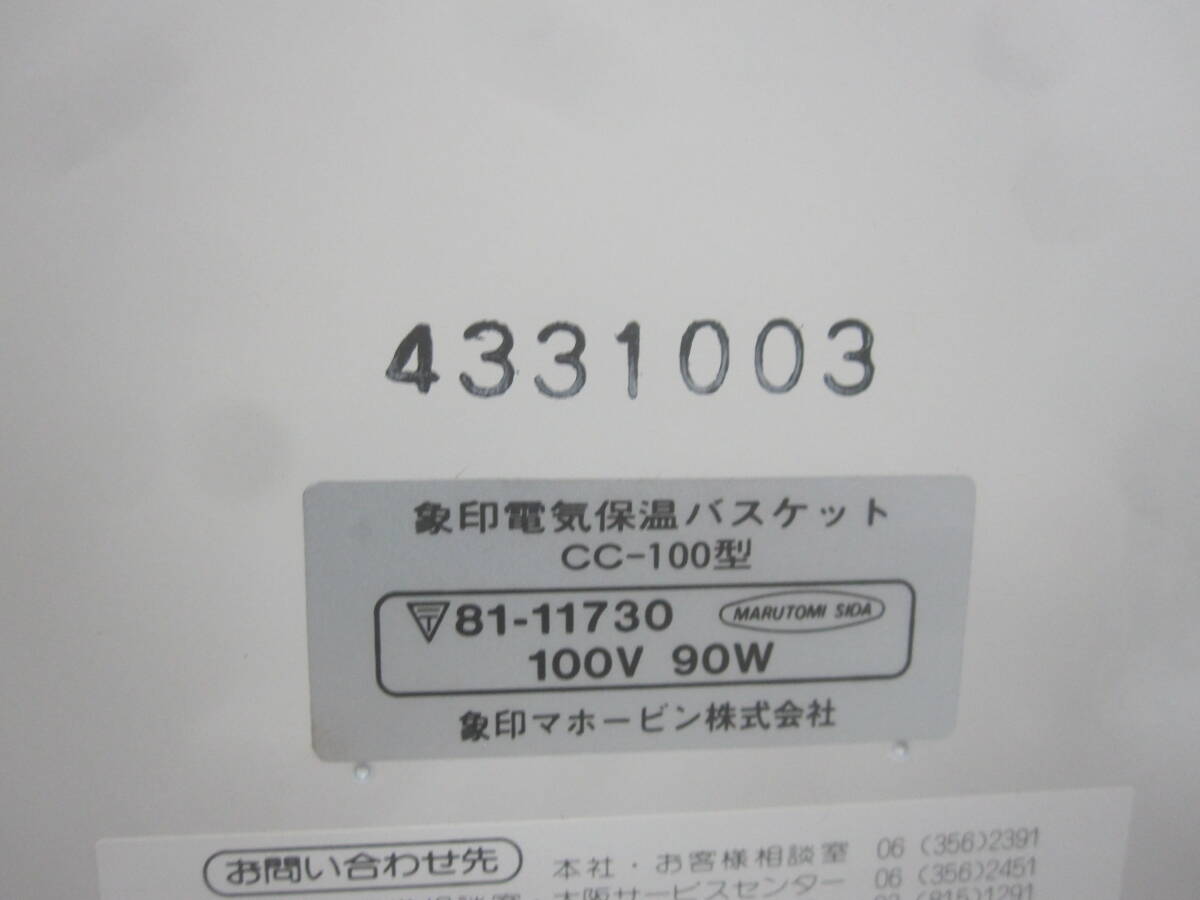 4331003
象印電気保温バスケット
CC-100型
〒81-11730 MARUTOMI SIDA
100V 90W
象印マホービン株式会社
お問い合わせ先 本社・お客様相談室 06 (356)2391
大阪サービスセンター 06 (356)2451
(815)1291